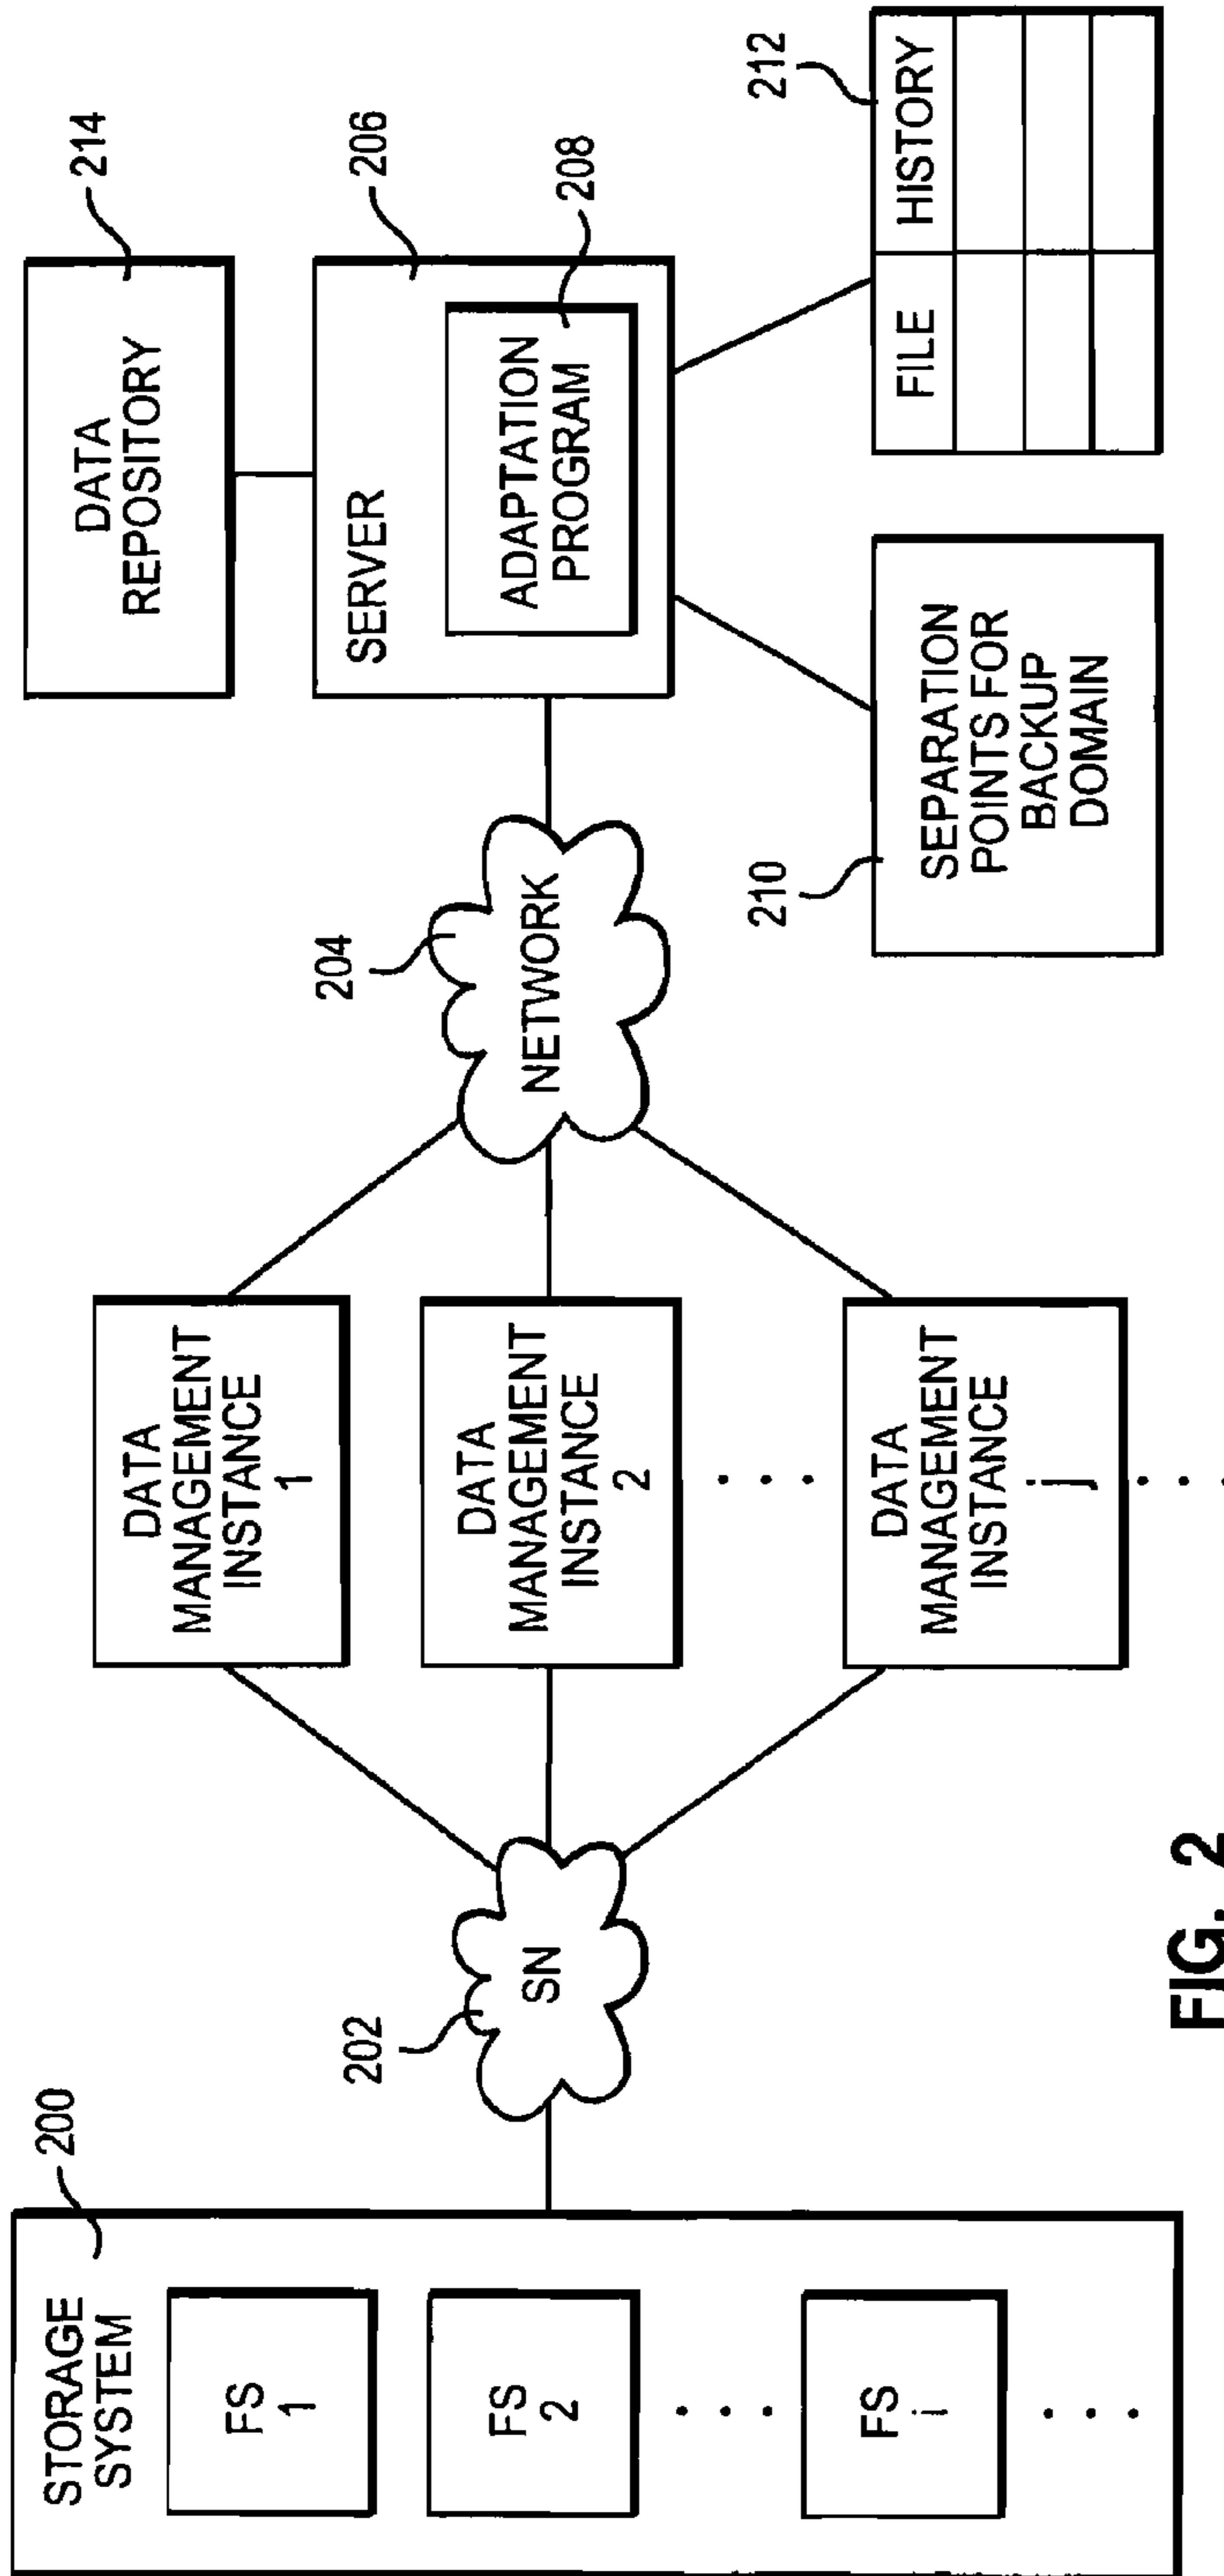 200
STORAGE
SYSTEM
FS
1
FS
2
FS
i
202
SN
DATA
MANAGEMENT
INSTANCE
1
DATA
MANAGEMENT
INSTANCE
2
DATA
MANAGEMENT
INSTANCE
j
204
NETWORK
DATA
REPOSITORY
214
SERVER
206
ADAPTATION
PROGRAM
208
210
SEPARATION
POINTS FOR
BACKUP
DOMAIN
212
FILE HISTORY
FIG. 2